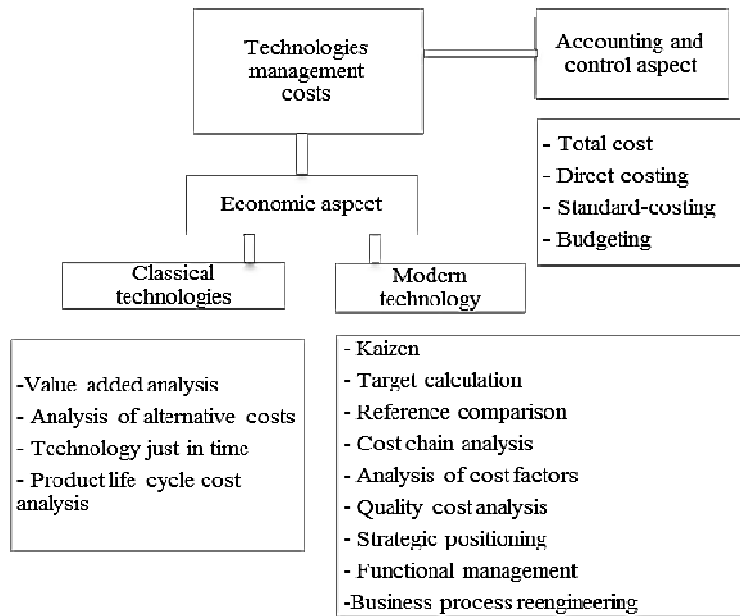 Technologies
management
costs
Accounting and
control aspect
- Total cost
- Direct costing
- Standard-costing
- Budgeting
Economic aspect
Classical
technologies
Modern
technology
-Value added analysis
- Analysis of alternative costs
- Technology just in time
- Product life cycle cost
analysis
- Kaizen
- Target calculation
- Reference comparison
- Cost chain analysis
- Analysis of cost factors
- Quality cost analysis
- Strategic positioning
- Functional management
-Business process reengineering